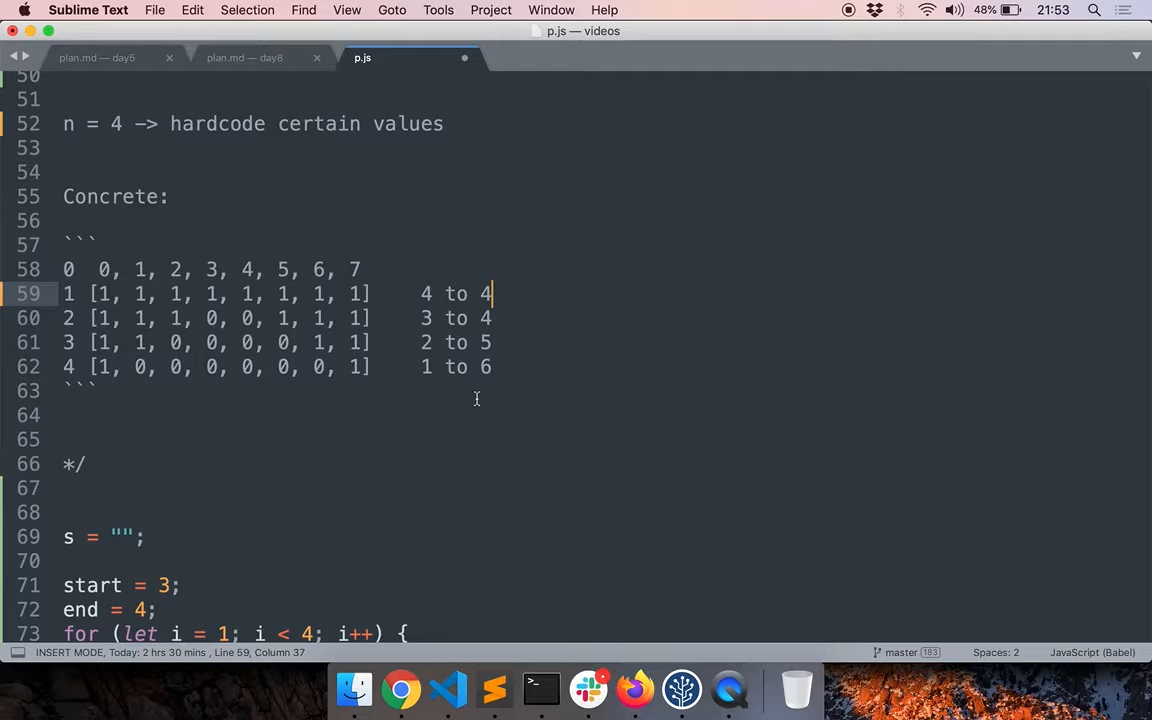 Sublime Text File Edit Selection Find View Goto Tools Project Window Help 48% 21:53
p.js — videos
plan.md — day5 plan.md — day8 p.js
50
51
52 n = 4 -> hardcode certain values
53
54
55 Concrete:
56
57 ```
58 0  0, 1, 2, 3, 4, 5, 6, 7
59 1 [1, 1, 1, 1, 1, 1, 1, 1]    4 to 4
60 2 [1, 1, 1, 0, 0, 1, 1, 1]    3 to 4
61 3 [1, 1, 0, 0, 0, 0, 1, 1]    2 to 5
62 4 [1, 0, 0, 0, 0, 0, 0, 1]    1 to 6
63 ```
64
65
66 */
67
68
69 s = "";
70
71 start = 3;
72 end = 4;
73 for (let i = 1; i < 4; i++) {
INSERT MODE, Today: 2 hrs 30 mins , Line 59, Column 37 master 183 Spaces: 2 JavaScript (Babel)